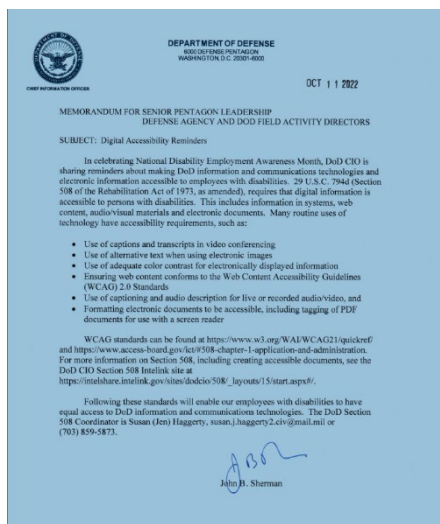 DEPARTMENT OF DEFENSE
6000 DEFENSE PENTAGON
WASHINGTON, D.C. 20301-6000
CHIEF INFORMATION OFFICER
OCT 11 2022
MEMORANDUM FOR SENIOR PENTAGON LEADERSHIP
DEFENSE AGENCY AND DOD FIELD ACTIVITY DIRECTORS
SUBJECT: Digital Accessibility Reminders
In celebrating National Disability Employment Awareness Month, DoD CIO is
sharing reminders about making DoD information and communications technologies and
electronic information accessible to employees with disabilities. 29 U.S.C. 794d (Section
508 of the Rehabilitation Act of 1973, as amended), requires that digital information is
accessible to persons with disabilities. This includes information in systems, web
content, audio/visual materials and electronic documents. Many routine uses of
technology have accessibility requirements, such as:
• Use of captions and transcripts in video conferencing
• Use of alternative text when using electronic images
• Use of adequate color contrast for electronically displayed information
• Ensuring web content conforms to the Web Content Accessibility Guidelines
(WCAG) 2.0 Standards
• Use of captioning and audio description for live or recorded audio/video, and
• Formatting electronic documents to be accessible, including tagging of PDF
documents for use with a screen reader
WCAG standards can be found at https://www.w3.org/WAI/WCAG21/quickref/
and https://www.access-board.gov/ict/#508-chapter-1-application-and-administration.
For more information on Section 508, including creating accessible documents, see the
DoD CIO Section 508 Intelink site at
https://intelshare.intelink.gov/sites/dodcio/508/_layouts/15/start.aspx#/.
Following these standards will enable our employees with disabilities to have
equal access to DoD information and communications technologies. The DoD Section
508 Coordinator is Susan (Jen) Haggerty, susan.j.haggerty2.civ@mail.mil or
(703) 859-5873.
John B. Sherman